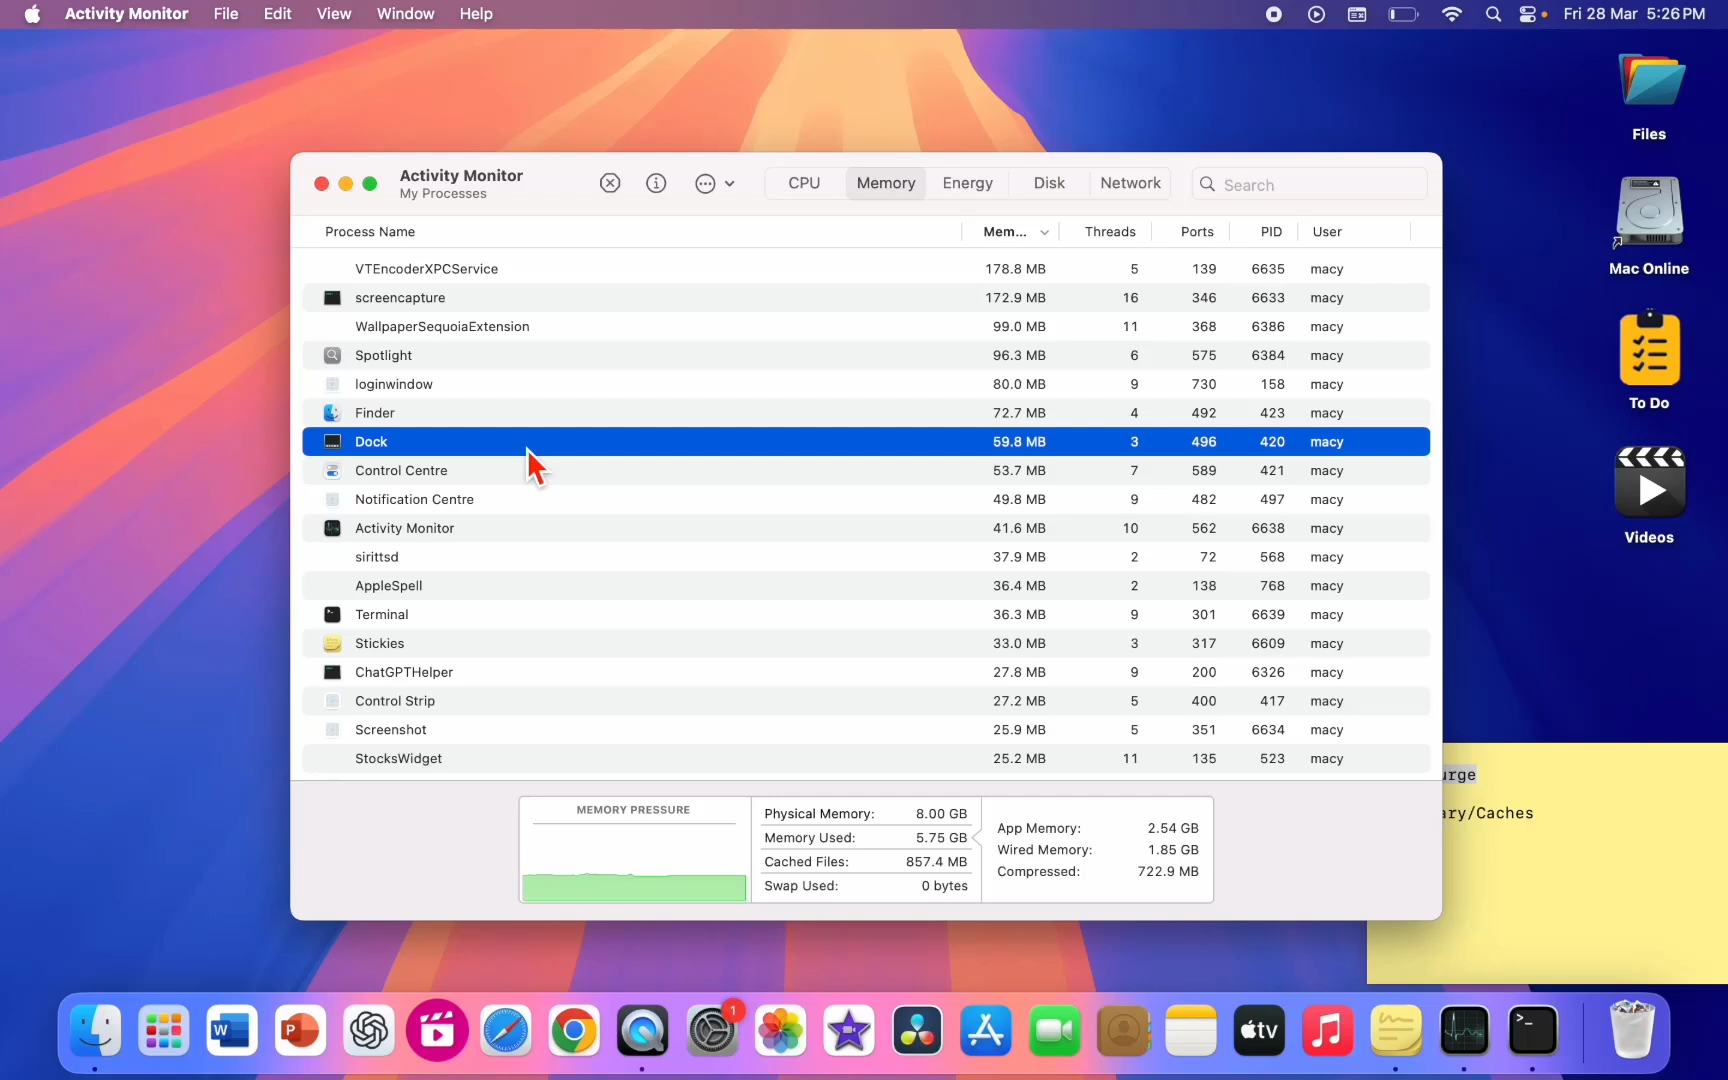 Activity Monitor File Edit View Window Help Fri 28 Mar 5:26 PM
Files
Mac Online
To Do
Videos
Activity Monitor
My Processes
CPU Memory Energy Disk Network Search
Process Name Mem... Threads Ports PID User
VTEncoderXPCService 178.8 MB 5 139 6635 macy
screencapture 172.9 MB 16 346 6633 macy
WallpaperSequoiaExtension 99.0 MB 11 368 6386 macy
Spotlight 96.3 MB 6 575 6384 macy
loginwindow 80.0 MB 9 730 158 macy
Finder 72.7 MB 4 492 423 macy
Dock 59.8 MB 3 496 420 macy
Control Centre 53.7 MB 7 589 421 macy
Notification Centre 49.8 MB 9 482 497 macy
Activity Monitor 41.6 MB 10 562 6638 macy
sirittsd 37.9 MB 2 72 568 macy
AppleSpell 36.4 MB 2 138 768 macy
Terminal 36.3 MB 9 301 6639 macy
Stickies 33.0 MB 3 317 6609 macy
ChatGPTHelper 27.8 MB 9 200 6326 macy
Control Strip 27.2 MB 5 400 417 macy
Screenshot 25.9 MB 5 351 6634 macy
StocksWidget 25.2 MB 11 135 523 macy
urge
ary/Caches
MEMORY PRESSURE
Physical Memory: 8.00 GB
Memory Used: 5.75 GB
Cached Files: 857.4 MB
Swap Used: 0 bytes
App Memory: 2.54 GB
Wired Memory: 1.85 GB
Compressed: 722.9 MB
W P 1 tv